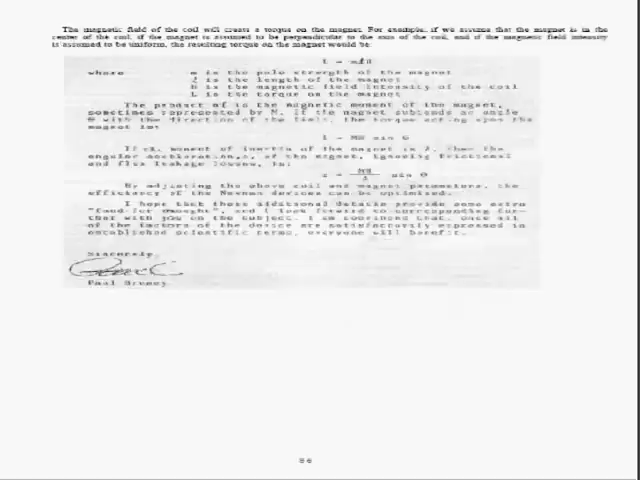 The magnetic field of the coil will create a torque on the magnet. For example, if we assume that the magnet is in the
center of the coil, if the magnet is assumed to be perpendicular to the axis of the coil, and if the magnetic field intensity
is assumed to be uniform, the resulting torque on the magnet would be:
where m is the pole strength of the magnet
l is the length of the magnet
H is the magnetic field intensity of the coil
L is the torque on the magnet
The product of is the magnetic moment of the magnet,
sometimes represented by M. If the magnet subtends an angle
θ with the direction of the field, the torque acting upon the
magnet is:
L = MH sin θ
If moment of inertia of the magnet is the
angular acceleration, of the magnet, ignoring frictional
and flux leakage losses, is:
sin θ
By adjusting the above coil and magnet parameters, the
efficiency of the Newman devices can be optimized.
I hope that these additional details provide some extra
"food for thought", and I look forward to corresponding fur-
ther with you on the subject. I am convinced that, once all
of the factors of the device are satisfactorily expressed in
established scientific terms, everyone will benefit.
Sincerely,
Paul